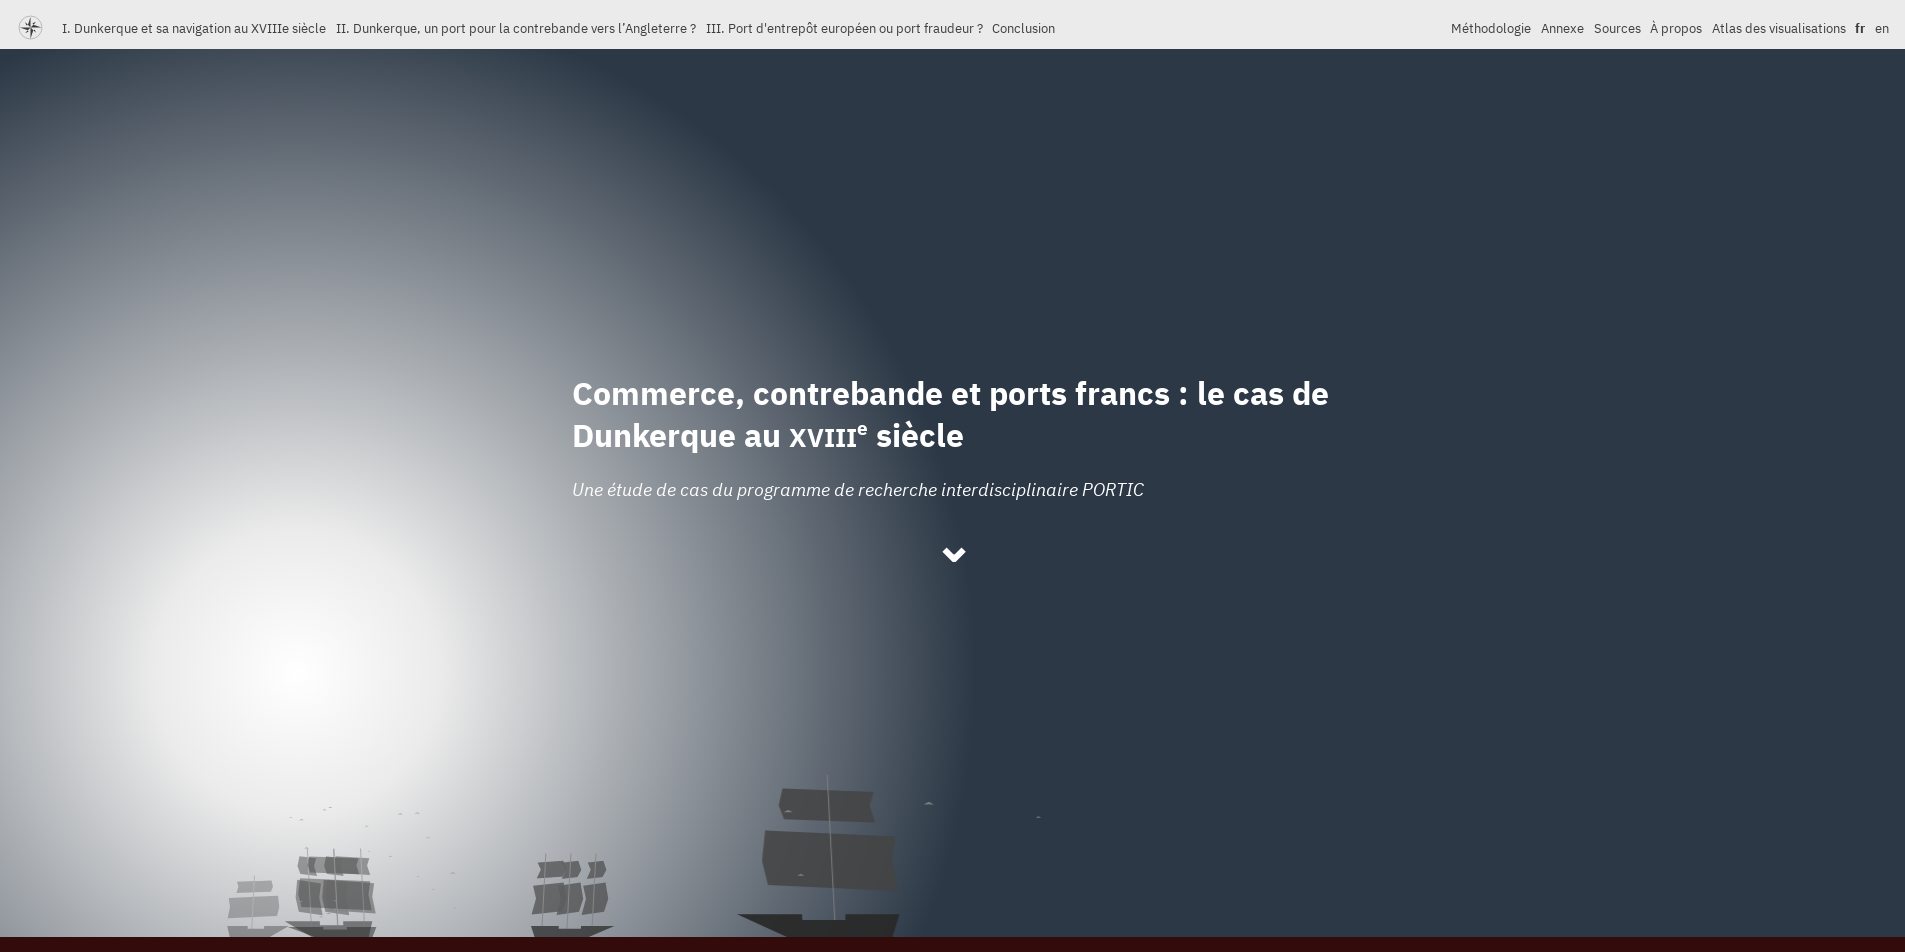 I. Dunkerque et sa navigation au XVIIIe siècle II. Dunkerque, un port pour la contrebande vers l’Angleterre ? III. Port d'entrepôt européen ou port fraudeur ? Conclusion Méthodologie Annexe Sources À propos Atlas des visualisations fr en
Commerce, contrebande et ports francs : le cas de
Dunkerque au XVIIIe siècle
Une étude de cas du programme de recherche interdisciplinaire PORTIC